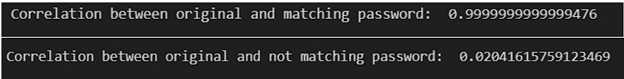 Correlation between original and matching password:  0.9999999999999476
Correlation between original and not matching password:  0.02041615759123469